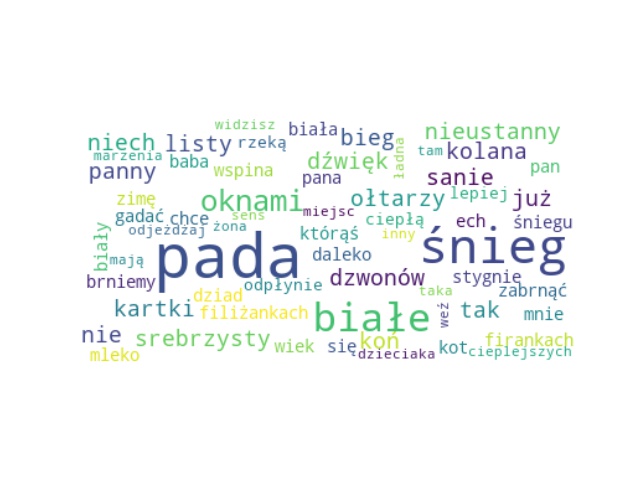 widzisz
biała
niech listy rzeką bieg ładna nieustanny
marzenia baba dźwięk tam kolana
panny wspina pana sanie pan
zimę oknami miejsc ołtarzy lepiej już
gadać chce sens ciepłą ech śniegu
odjeżdżaj żona którąś inny
biały mają pada daleko śnieg
brniemy odpłynie dzwonów stygnie zabrnąć
dziad taka
kartki filiżankach białe weź tak mnie
nie srebrzysty wiek się koń kot firankach
mleko dzieciaka cieplejszych